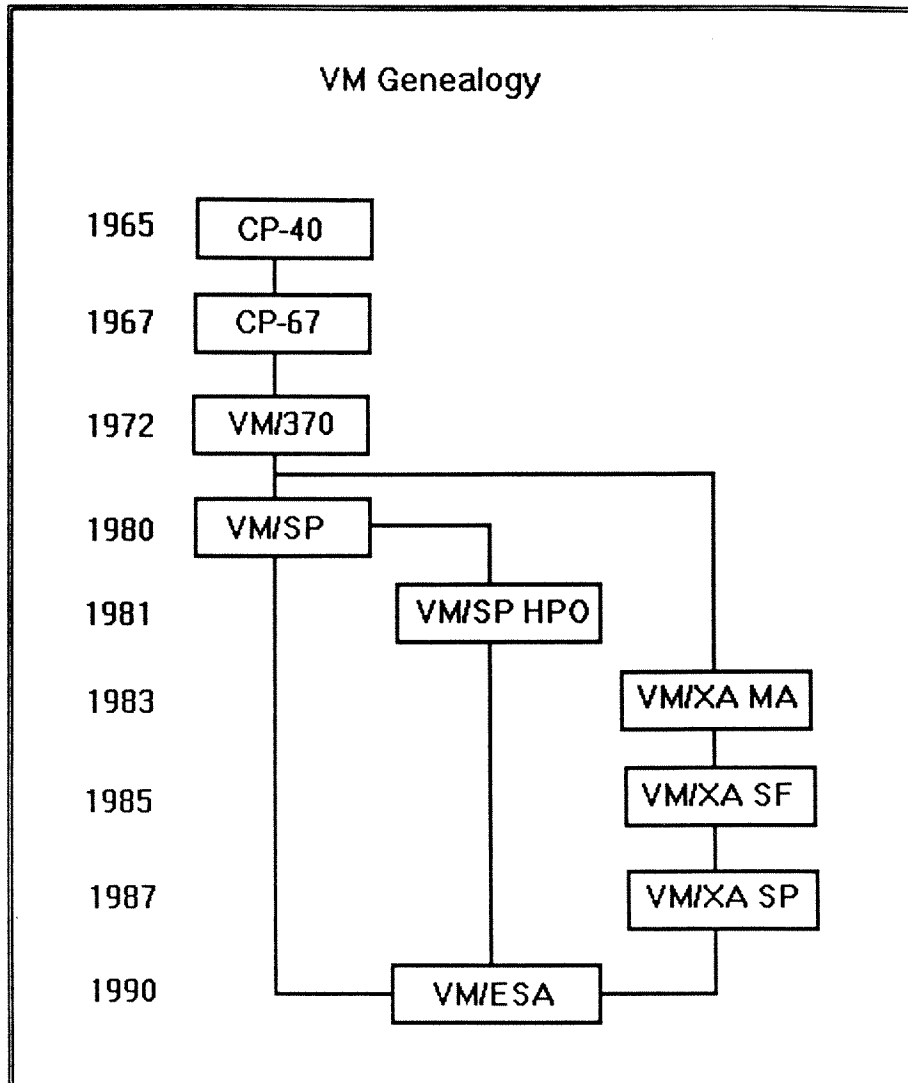 VM Genealogy
1965 CP-40
1967 CP-67
1972 VM/370
1980 VM/SP
1981 VM/SP HPO
1983 VM/XA MA
1985 VM/XA SF
1987 VM/XA SP
1990 VM/ESA